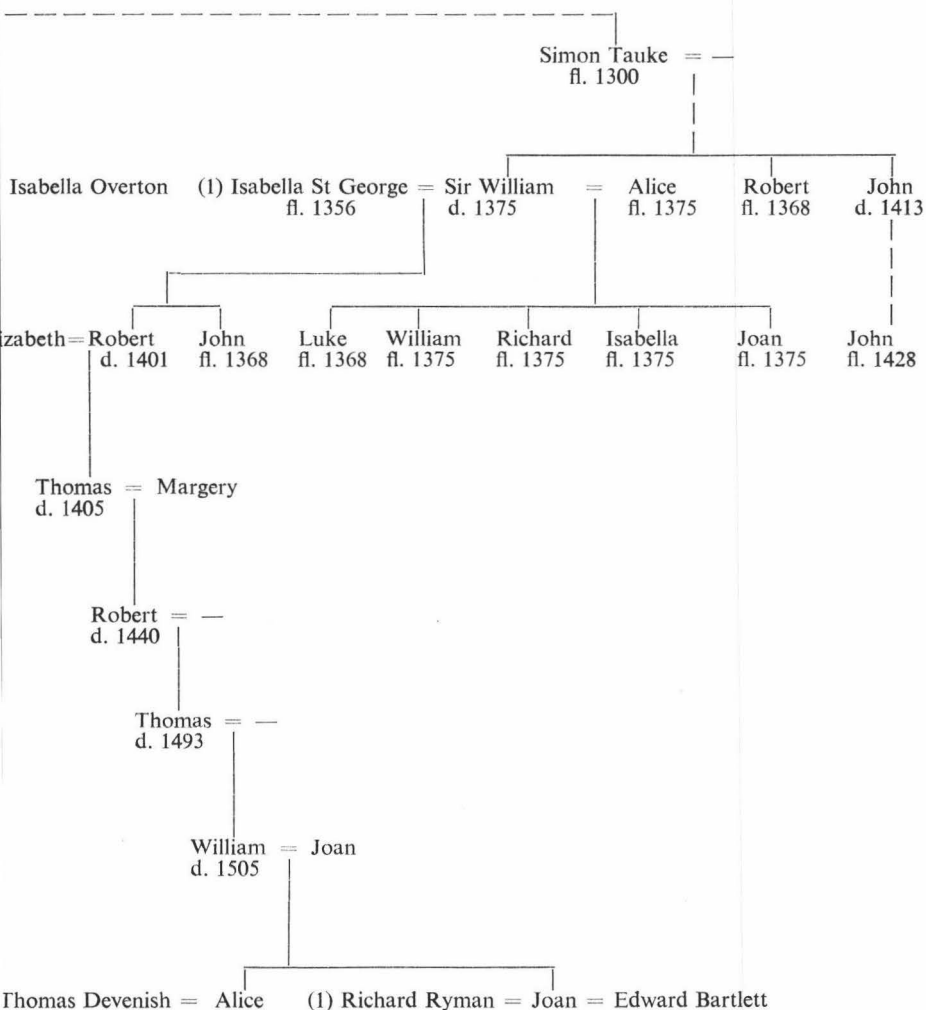 Simon Tauke = —
fl. 1300
Isabella Overton (1) Isabella St George = Sir William = Alice Robert John
fl. 1356 d. 1375 fl. 1375 fl. 1368 d. 1413
izabeth=Robert John Luke William Richard Isabella Joan John
d. 1401 fl. 1368 fl. 1368 fl. 1375 fl. 1375 fl. 1375 fl. 1375 fl. 1428
Thomas = Margery
d. 1405
Robert = —
d. 1440
Thomas = —
d. 1493
William = Joan
d. 1505
Thomas Devenish = Alice (1) Richard Ryman = Joan = Edward Bartlett